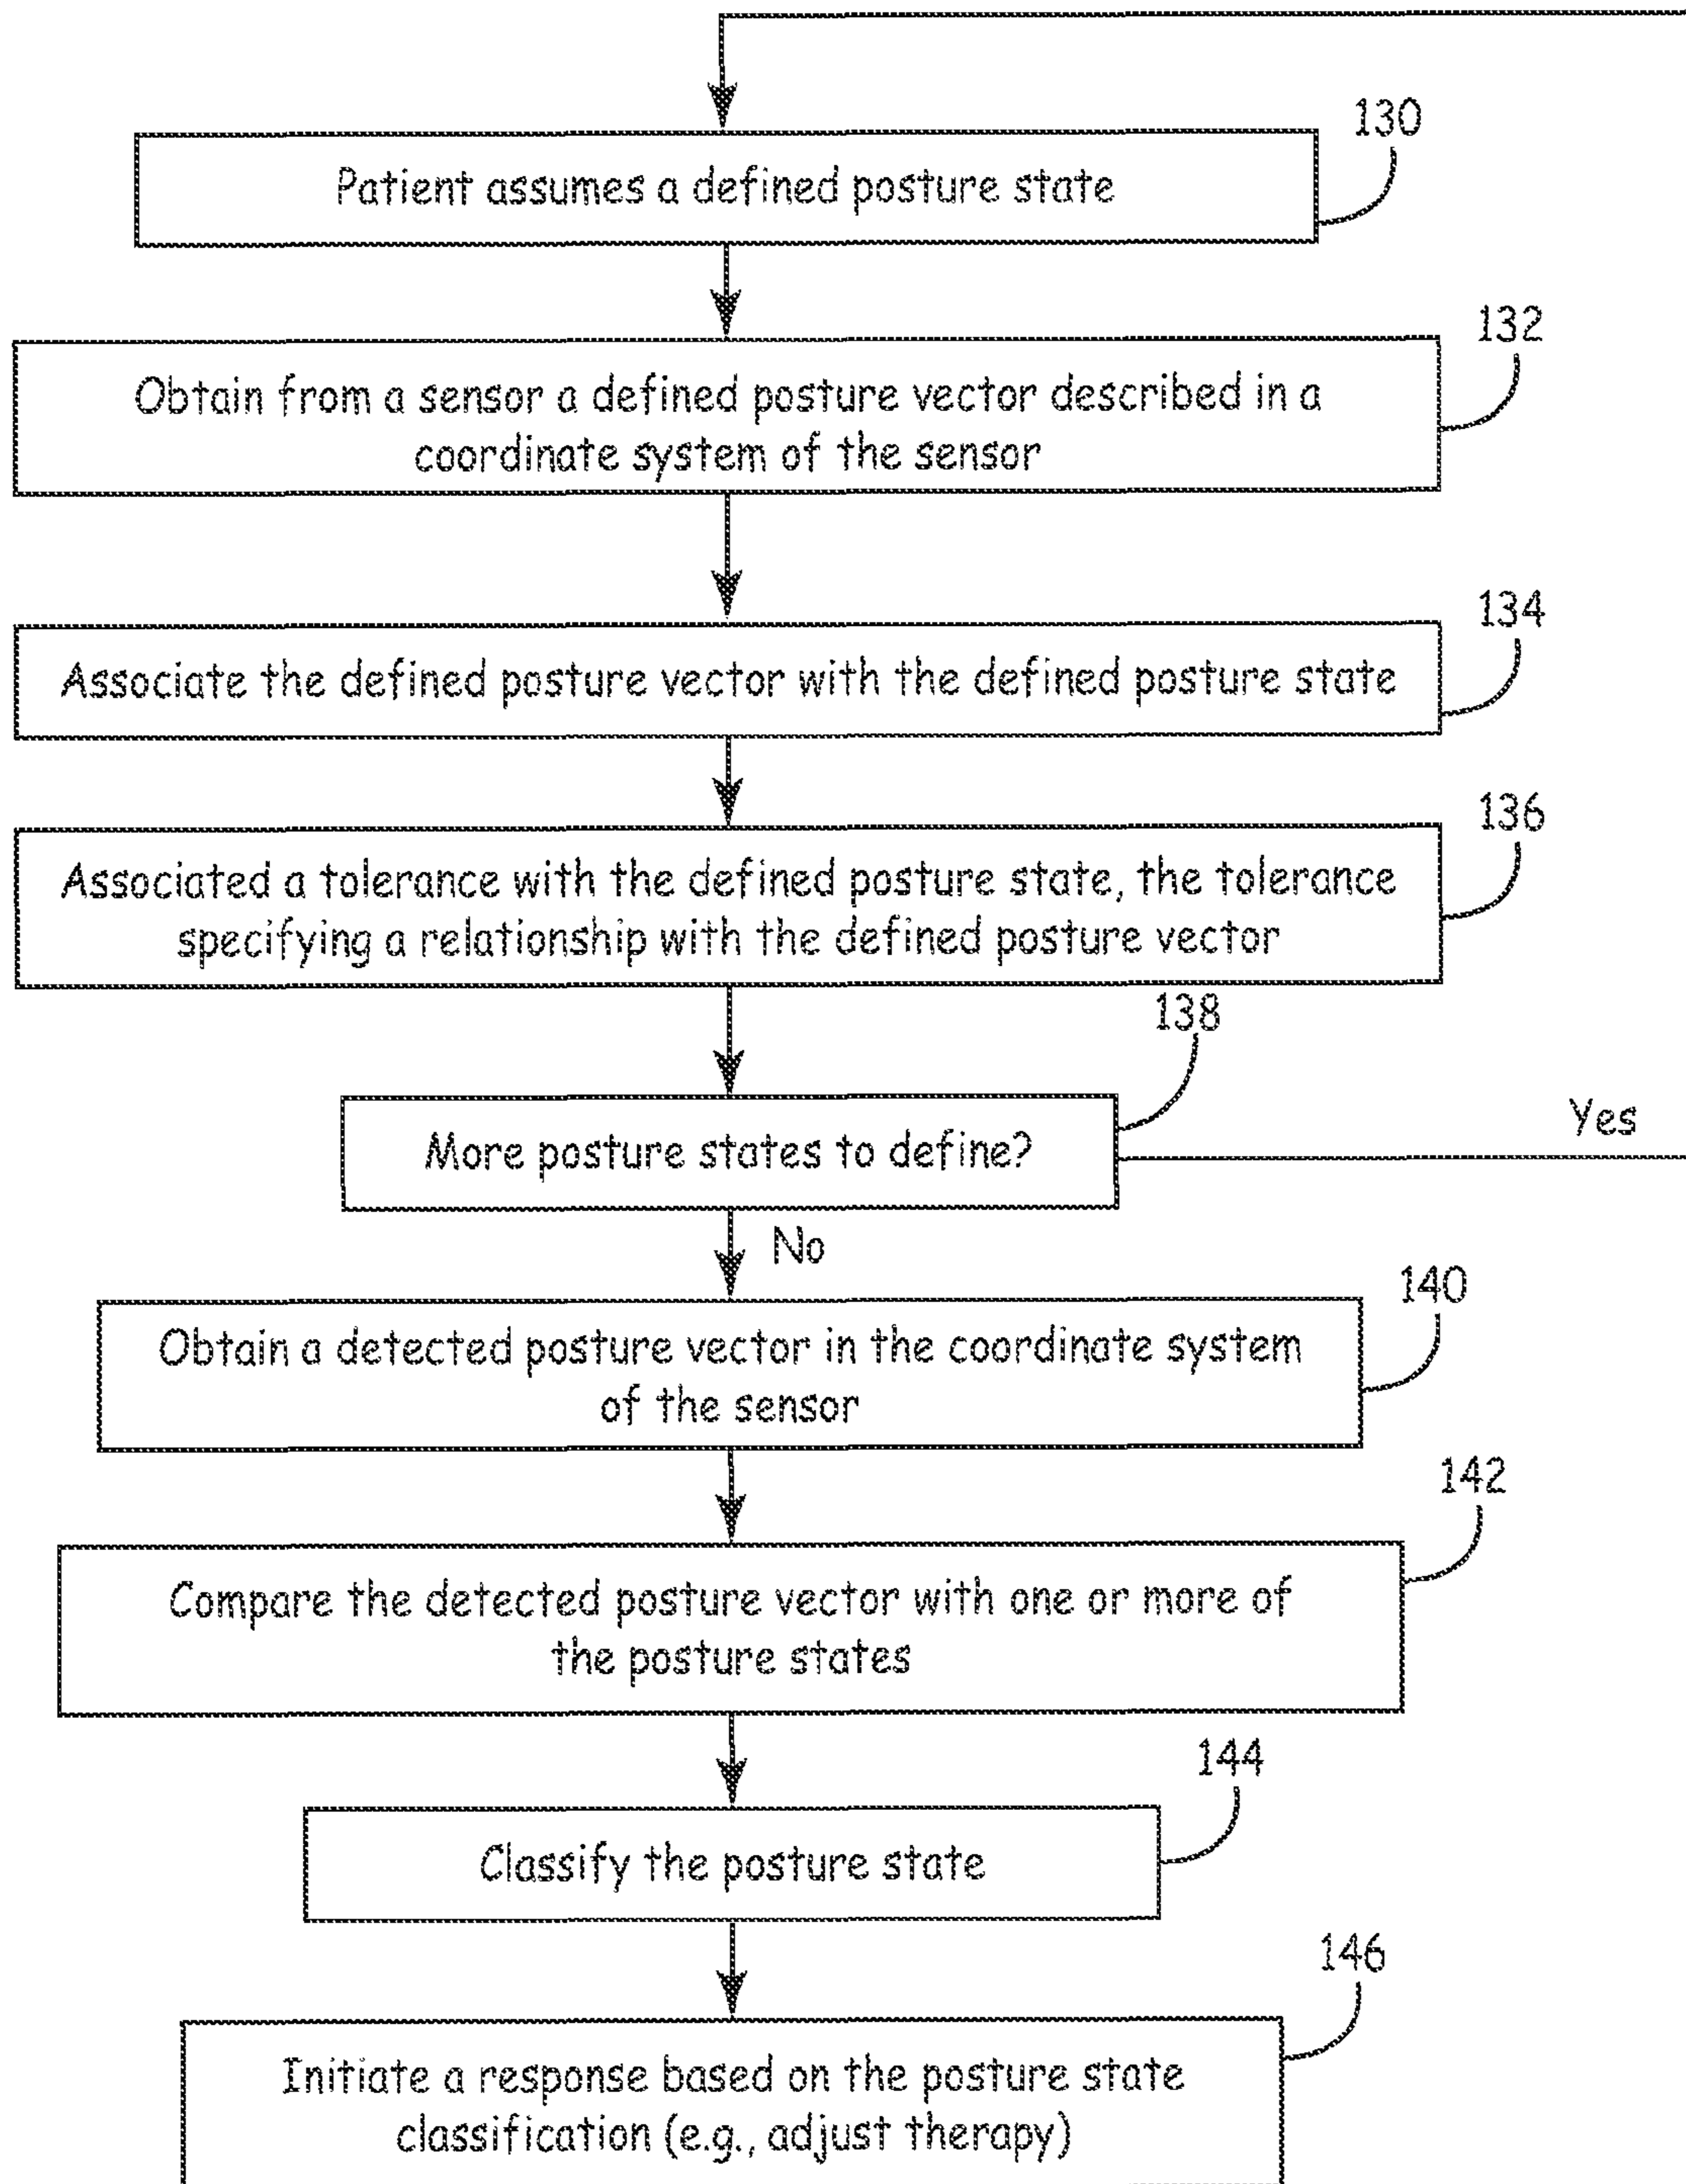 130
Patient assumes a defined posture state
132
Obtain from a sensor a defined posture vector described in a
coordinate system of the sensor
134
Associate the defined posture vector with the defined posture state
136
Associated a tolerance with the defined posture state, the tolerance
specifying a relationship with the defined posture vector
138
More posture states to define?
Yes
No
140
Obtain a detected posture vector in the coordinate system
of the sensor
142
Compare the detected posture vector with one or more of
the posture states
144
Classify the posture state
146
Initiate a response based on the posture state
classification (e.g., adjust therapy)